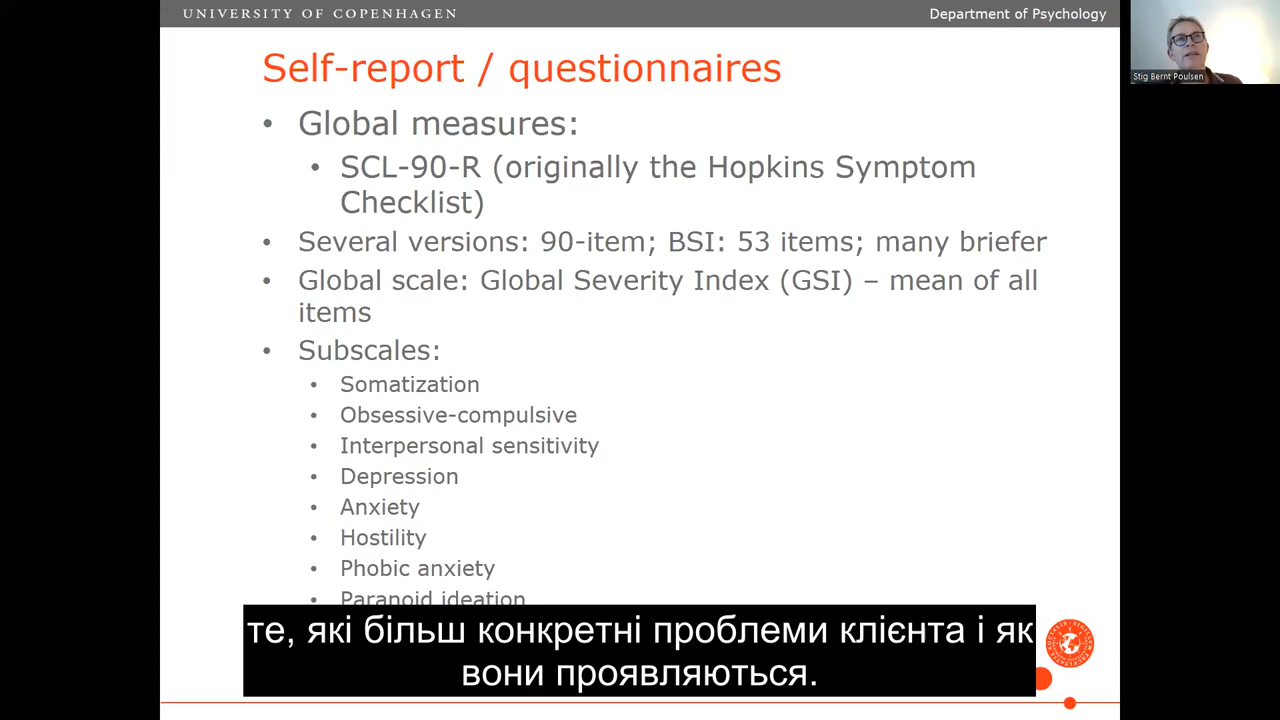 UNIVERSITY OF COPENHAGEN
Department of Psychology
Stig Bernt Poulsen
Self-report / questionnaires
• Global measures:
• SCL-90-R (originally the Hopkins Symptom
Checklist)
• Several versions: 90-item; BSI: 53 items; many briefer
• Global scale: Global Severity Index (GSI) – mean of all
items
• Subscales:
• Somatization
• Obsessive-compulsive
• Interpersonal sensitivity
• Depression
• Anxiety
• Hostility
• Phobic anxiety
• Paranoid ideation
те, які більш конкретні проблеми клієнта і як
вони проявляються.